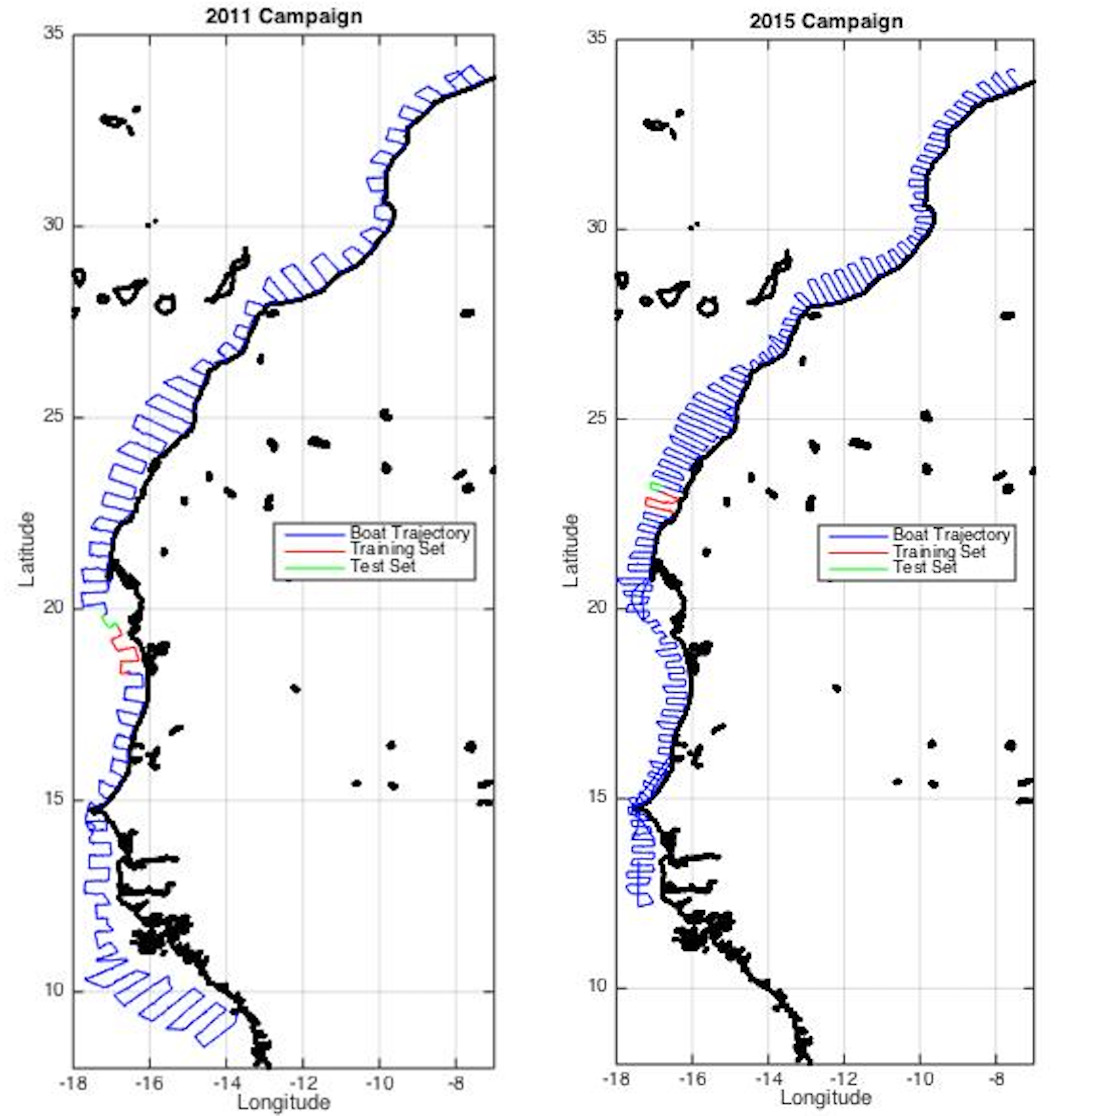 2011 Campaign
35
30
25
20
15
10
-18 -16 -14 -12 -10 -8
Latitude
Longitude
Boat Trajectory
Training Set
Test Set
2015 Campaign
35
30
25
20
15
10
-18 -16 -14 -12 -10 -8
Latitude
Longitude
Boat Trajectory
Training Set
Test Set